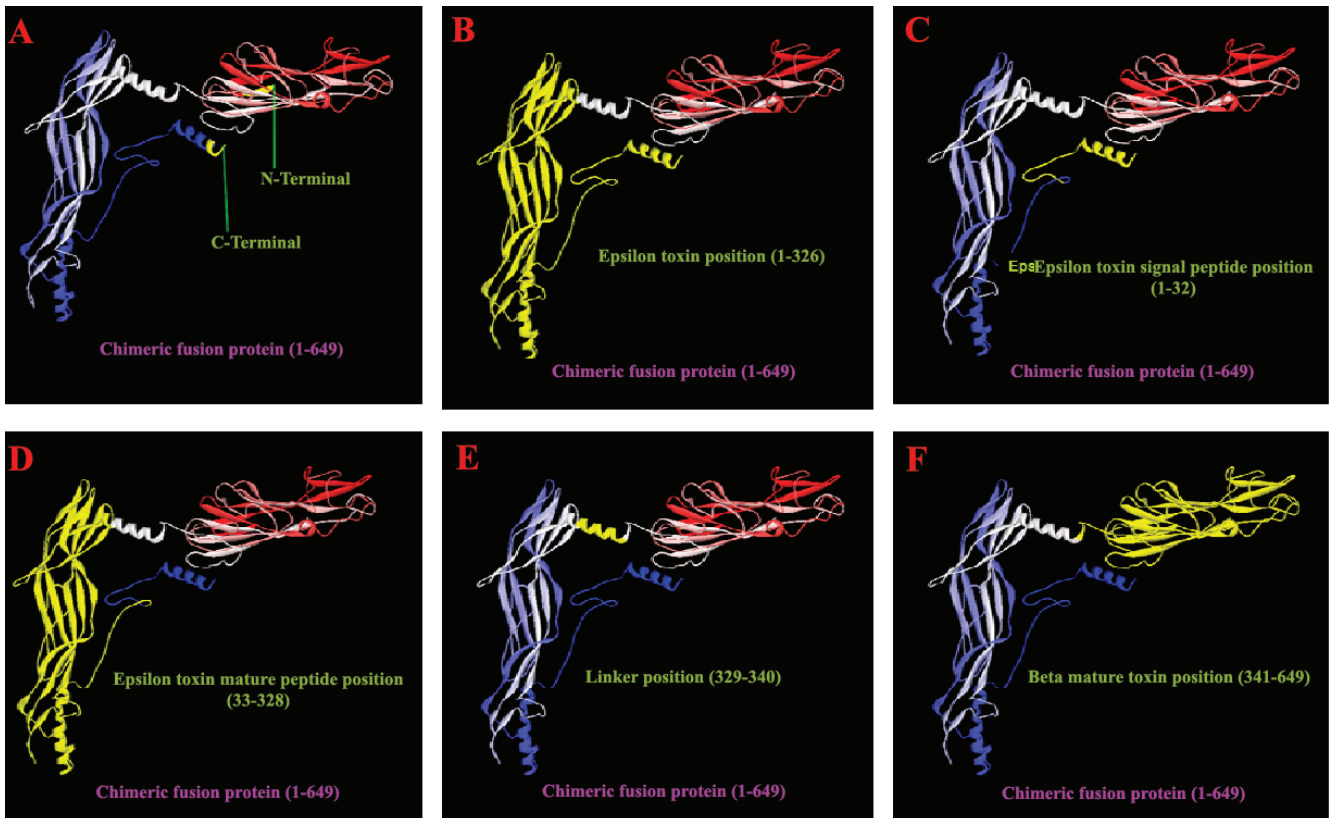 A
N-Terminal
C-Terminal
Chimeric fusion protein (1-649)
B
Epsilon toxin position (1-326)
Chimeric fusion protein (1-649)
C
EpsEpsilon toxin signal peptide position
(1-32)
Chimeric fusion protein (1-649)
D
Epsilon toxin mature peptide position
(33-328)
Chimeric fusion protein (1-649)
E
Linker position (329-340)
Chimeric fusion protein (1-649)
F
Beta mature toxin position (341-649)
Chimeric fusion protein (1-649)